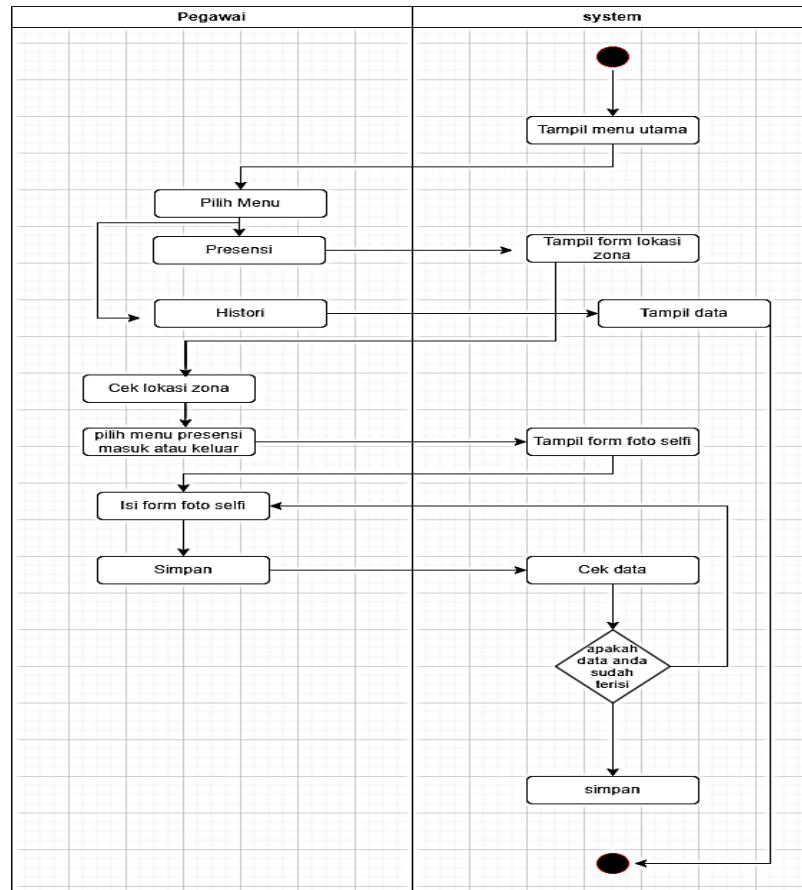 Pegawai
system
Tampil menu utama
Pilih Menu
Presensi
Tampil form lokasi
zona
Histori
Tampil data
Cek lokasi zona
pilih menu presensi
masuk atau keluar
Tampil form foto selfi
Isi form foto selfi
Simpan
Cek data
apakah
data anda
sudah
terisi
simpan